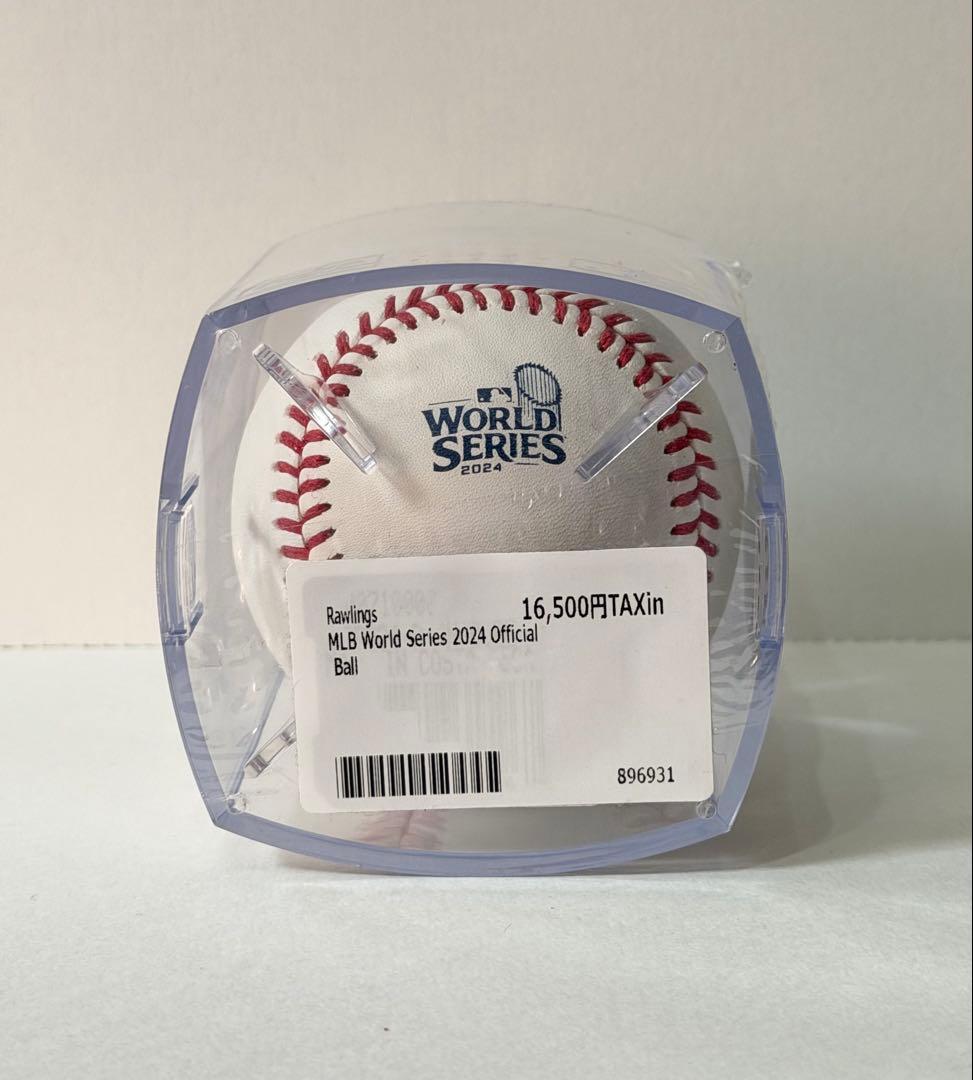 WORLD
SERIES
2024
Rawlings
16,500円TAXin
MLB World Series 2024 Official
Ball
896931